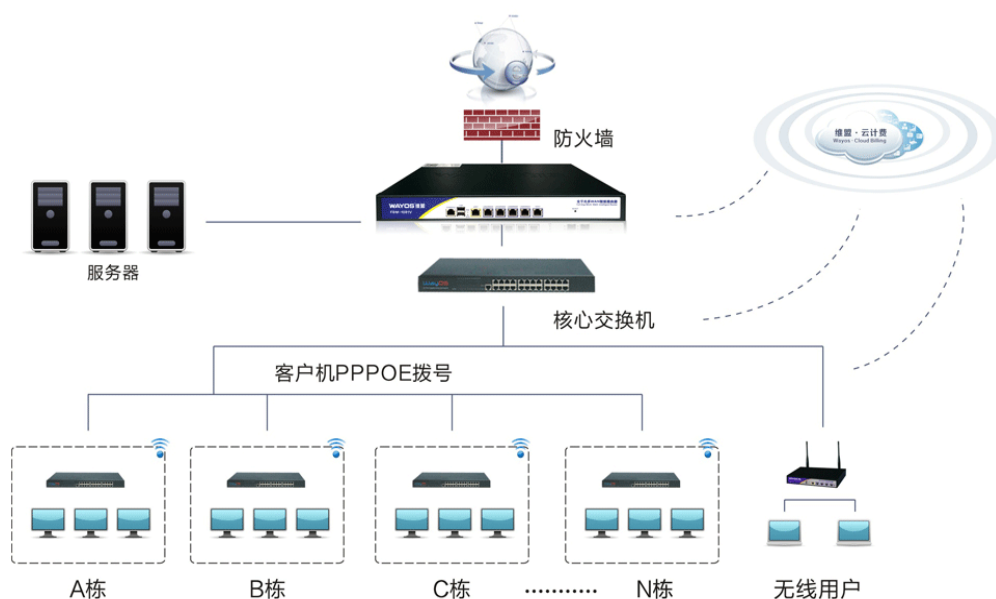 防火墙
维盟·云计费
Wayos·Cloud Billing
WAYOS 维盟
服务器
核心交换机
客户机PPPOE拨号
A栋
B栋
C栋
...........
N栋
无线用户